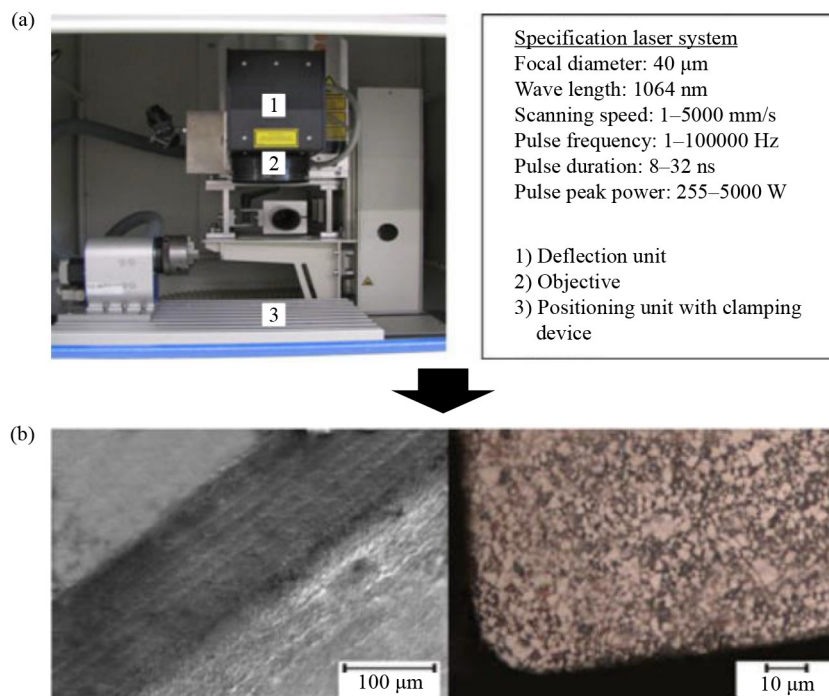 (a)
1
2
3
Specification laser system
Focal diameter: 40 μm
Wave length: 1064 nm
Scanning speed: 1–5000 mm/s
Pulse frequency: 1–100000 Hz
Pulse duration: 8–32 ns
Pulse peak power: 255–5000 W
1) Deflection unit
2) Objective
3) Positioning unit with clamping
device
(b)
100 μm
10 μm